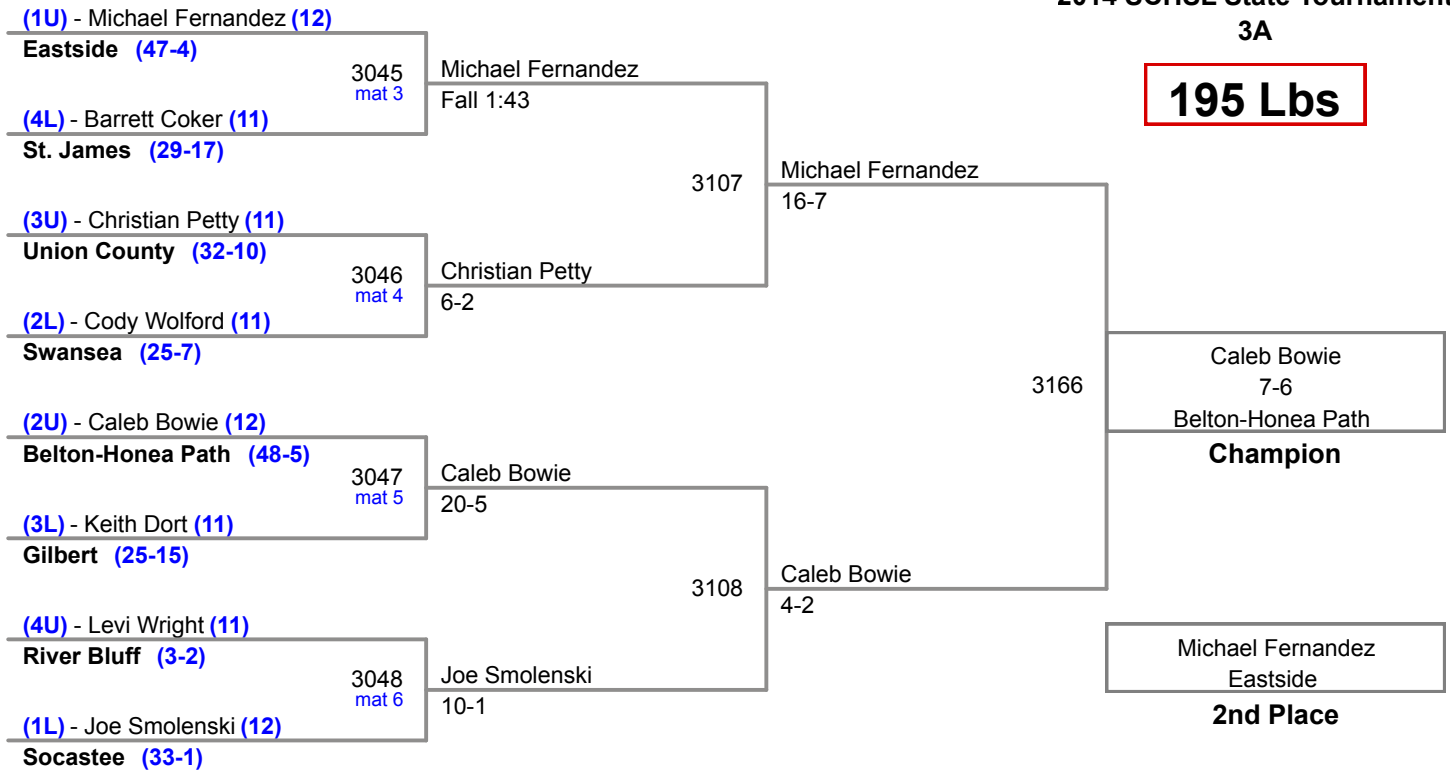 2014 SCHSL State Tournament
3A
195 Lbs
(1U) - Michael Fernandez (12)
Eastside (47-4)
3045
mat 3
Michael Fernandez
Fall 1:43
(4L) - Barrett Coker (11)
St. James (29-17)
3107
Michael Fernandez
16-7
(3U) - Christian Petty (11)
Union County (32-10)
3046
mat 4
Christian Petty
6-2
(2L) - Cody Wolford (11)
Swansea (25-7)
3166
Caleb Bowie
7-6
Belton-Honea Path
Champion
(2U) - Caleb Bowie (12)
Belton-Honea Path (48-5)
3047
mat 5
Caleb Bowie
20-5
(3L) - Keith Dort (11)
Gilbert (25-15)
3108
Caleb Bowie
4-2
(4U) - Levi Wright (11)
River Bluff (3-2)
3048
mat 6
Joe Smolenski
10-1
(1L) - Joe Smolenski (12)
Socastee (33-1)
Michael Fernandez
Eastside
2nd Place